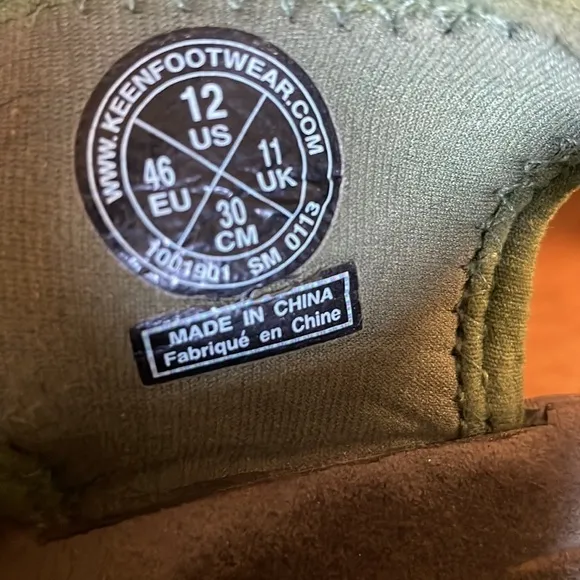 WWW.KEENFOOTWEAR.COM
12
US
46
EU
11
UK
30
CM
1001901 SM 0113
MADE IN CHINA
Fabriqué en Chine